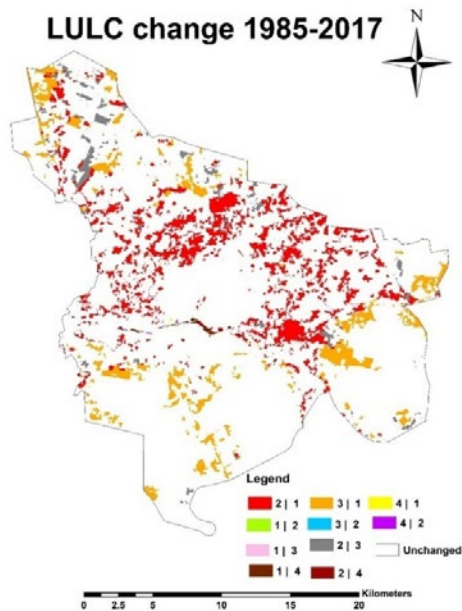 LULC change 1985-2017
N
Legend
2 | 1 3 | 1 4 | 1
1 | 2 3 | 2 4 | 2
1 | 3 2 | 3 Unchanged
1 | 4 2 | 4
Kilometers
0 2.5 5 10 15 20